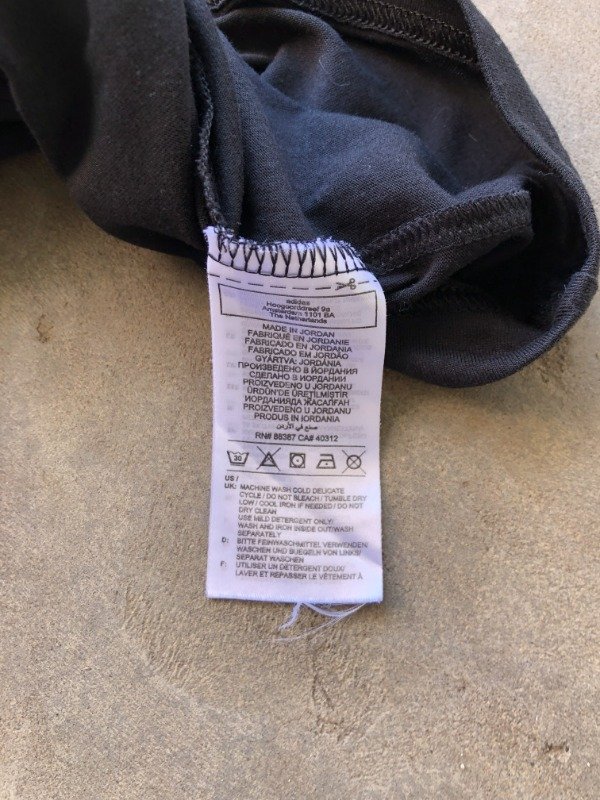 adidas
Hoogoorddreef 9a
Amsterdam 1101 BA
The Netherlands
MADE IN JORDAN
FABRIQUÉ EN JORDANIE
FABRICADO EN JORDANIA
FABRICADO EM JORDÃO
GYÁRTVA: JORDÁNIA
ПРОИЗВЕДЕНО В ЙОРДАНИЯ
СДЕЛАНО В ИОРДАНИИ
PROIZVEDENO U JORDANU
ÜRDÜN'DE ÜRETİLMİSTİR
ИОРДАНИЯДА ЖАСАЛҒАН
PROIZVEDENO U JORDANU
PRODUS IN IORDANIA
صنع في الأردن
RN# 88387 CA# 40312
30
US /
UK: MACHINE WASH COLD DELICATE
CYCLE / DO NOT BLEACH / TUMBLE DRY
LOW / COOL IRON IF NEEDED / DO NOT
DRY CLEAN
USE MILD DETERGENT ONLY/
WASH AND IRON INSIDE OUT/WASH
SEPARATELY
D: BITTE FEINWASCHMITTEL VERWENDEN/
WASCHEN UND BUEGELN VON LINKS/
SEPARAT WASCHEN
F: UTILISER UN DETERGENT DOUX/
LAVER ET REPASSER LE VÊTEMENT À